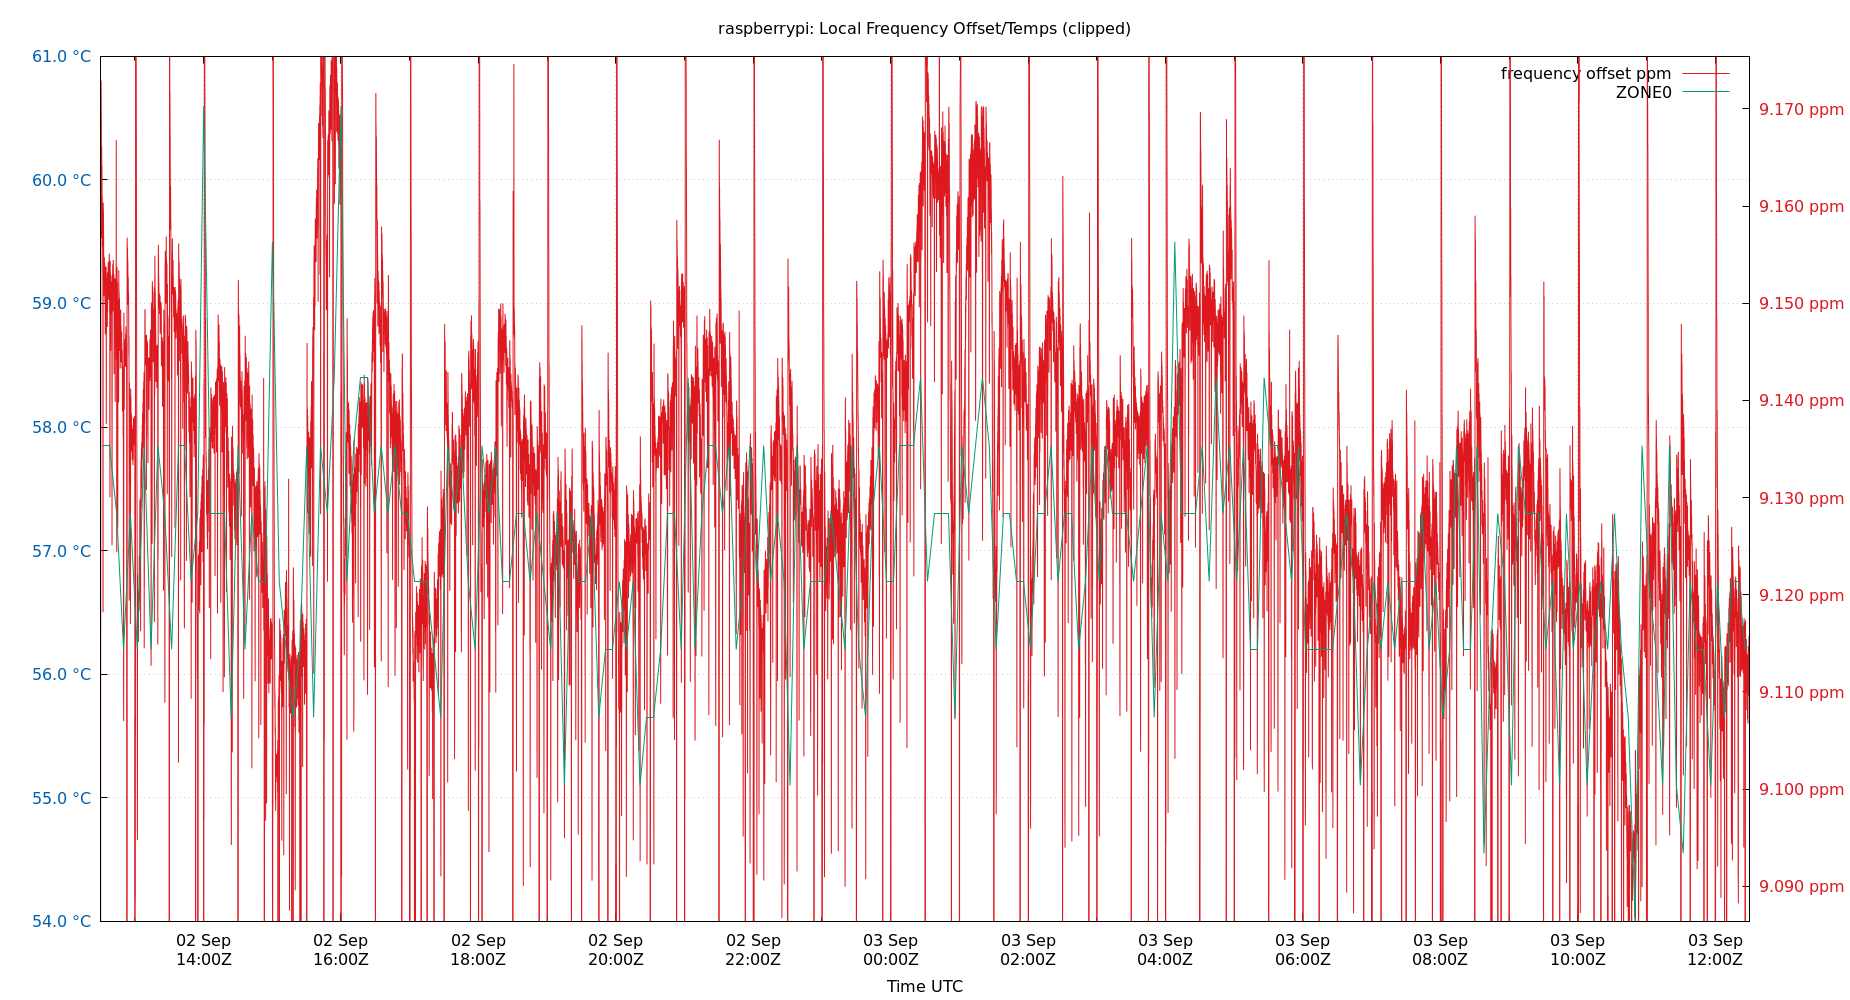 raspberrypi: Local Frequency Offset/Temps (clipped)
61.0 °C
60.0 °C
59.0 °C
58.0 °C
57.0 °C
56.0 °C
55.0 °C
54.0 °C
frequency offset ppm
ZONE0
9.170 ppm
9.160 ppm
9.150 ppm
9.140 ppm
9.130 ppm
9.120 ppm
9.110 ppm
9.100 ppm
9.090 ppm
02 Sep 02 Sep 02 Sep 02 Sep 02 Sep 03 Sep 03 Sep 03 Sep 03 Sep 03 Sep 03 Sep 03 Sep
14:00Z 16:00Z 18:00Z 20:00Z 22:00Z 00:00Z 02:00Z 04:00Z 06:00Z 08:00Z 10:00Z 12:00Z
Time UTC